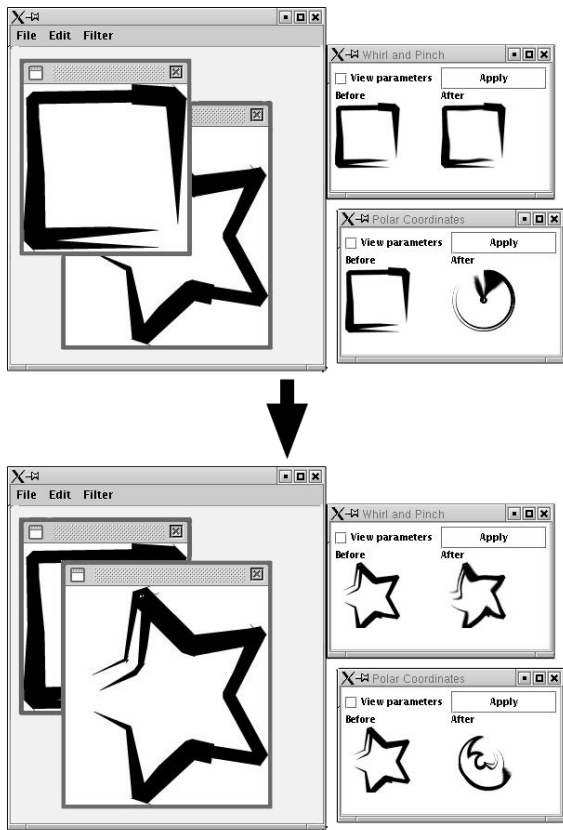 File Edit Filter
Whirl and Pinch
View parameters Apply
Before After
Polar Coordinates
View parameters Apply
Before After
File Edit Filter
Whirl and Pinch
View parameters Apply
Before After
Polar Coordinates
View parameters Apply
Before After